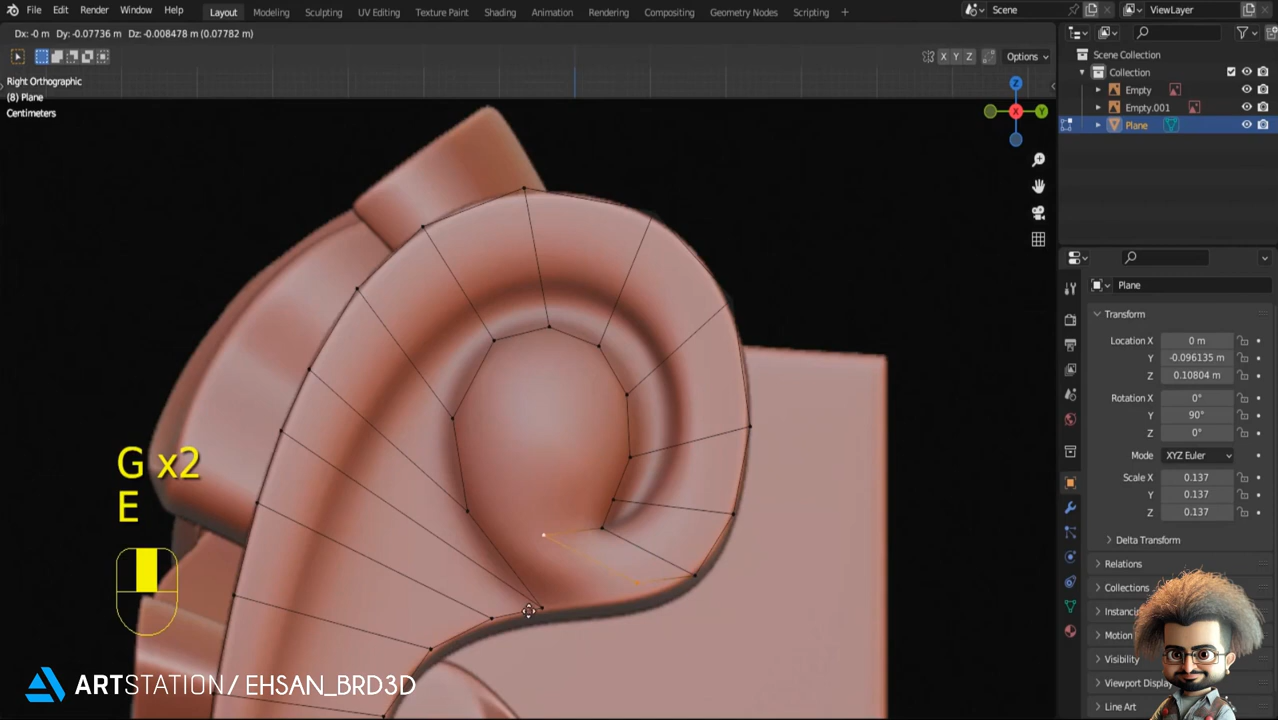 File Edit Render Window Help Layout Modeling Sculpting UV Editing Texture Paint Shading Animation Rendering Compositing Geometry Nodes Scripting + Scene ViewLayer
Dx: -0 m Dy: -0.07736 m Dz: -0.008478 m (0.07782 m)
X Y Z Options
Right Orthographic
(8) Plane
Centimeters
Z
X
Y
Scene Collection
Collection
Empty
Empty.001
Plane
Plane
Transform
Location X 0 m
Y -0.096135 m
Z 0.10804 m
Rotation X 0°
Y 90°
Z 0°
Mode XYZ Euler
Scale X 0.137
Y 0.137
Z 0.137
Delta Transform
Relations
Collections
Instancing
Motion
Visibility
Viewport Display
Line Art
G x2
E
ARTSTATION/ EHSAN_BRD3D